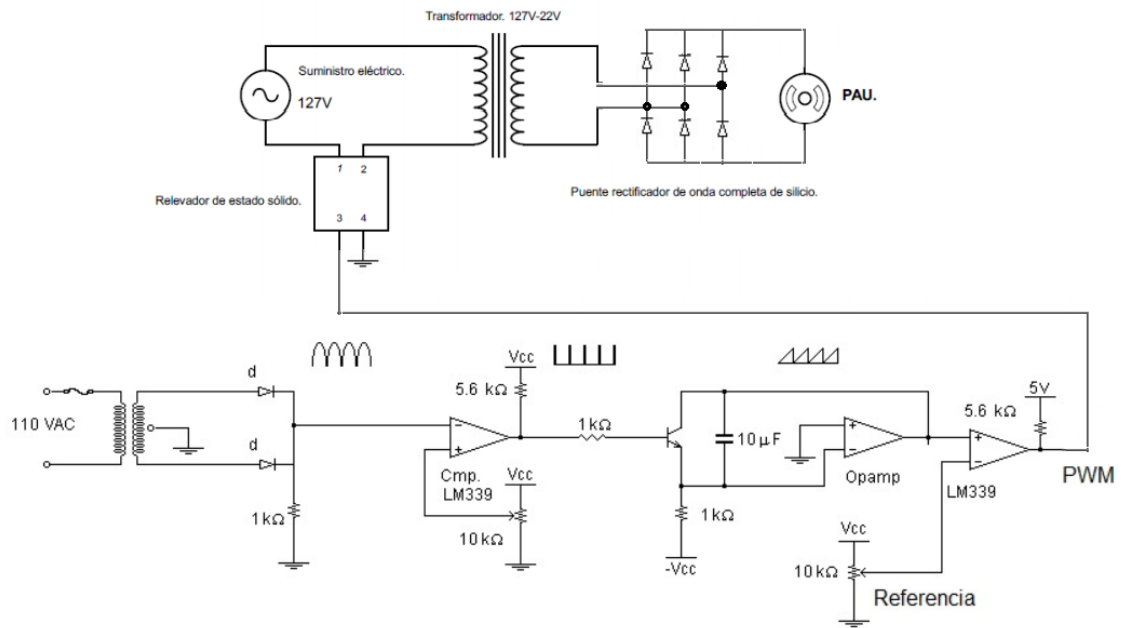 Transformador. 127V-22V
Suministro eléctrico.
127V
PAU.
1 2
Relevador de estado sólido.
3 4
Puente rectificador de onda completa de silicio.
d
110 VAC
d
1kΩ
Cmp.
LM339
Vcc
5.6 kΩ
Vcc
10kΩ
1kΩ
10μF
1kΩ
-Vcc
Opamp
5V
5.6 kΩ
LM339
PWM
Vcc
10kΩ
Referencia